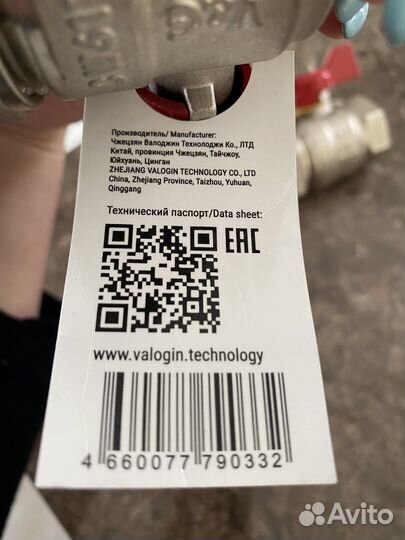 V&G
Производитель/ Manufacturer:
Чжецзян Валоджин Технолоджи Ко., ЛТД
Китай, провинция Чжецзян, Тайчжоу,
Юйхуань, Цинган
ZHEJIANG VALOGIN TECHNOLOGY CO., LTD
China, Zhejiang Province, Taizhou, Yuhuan,
Qinggang
Технический паспорт/Data sheet:
EAC
www.valogin.technology
4 660077 790332
Avito